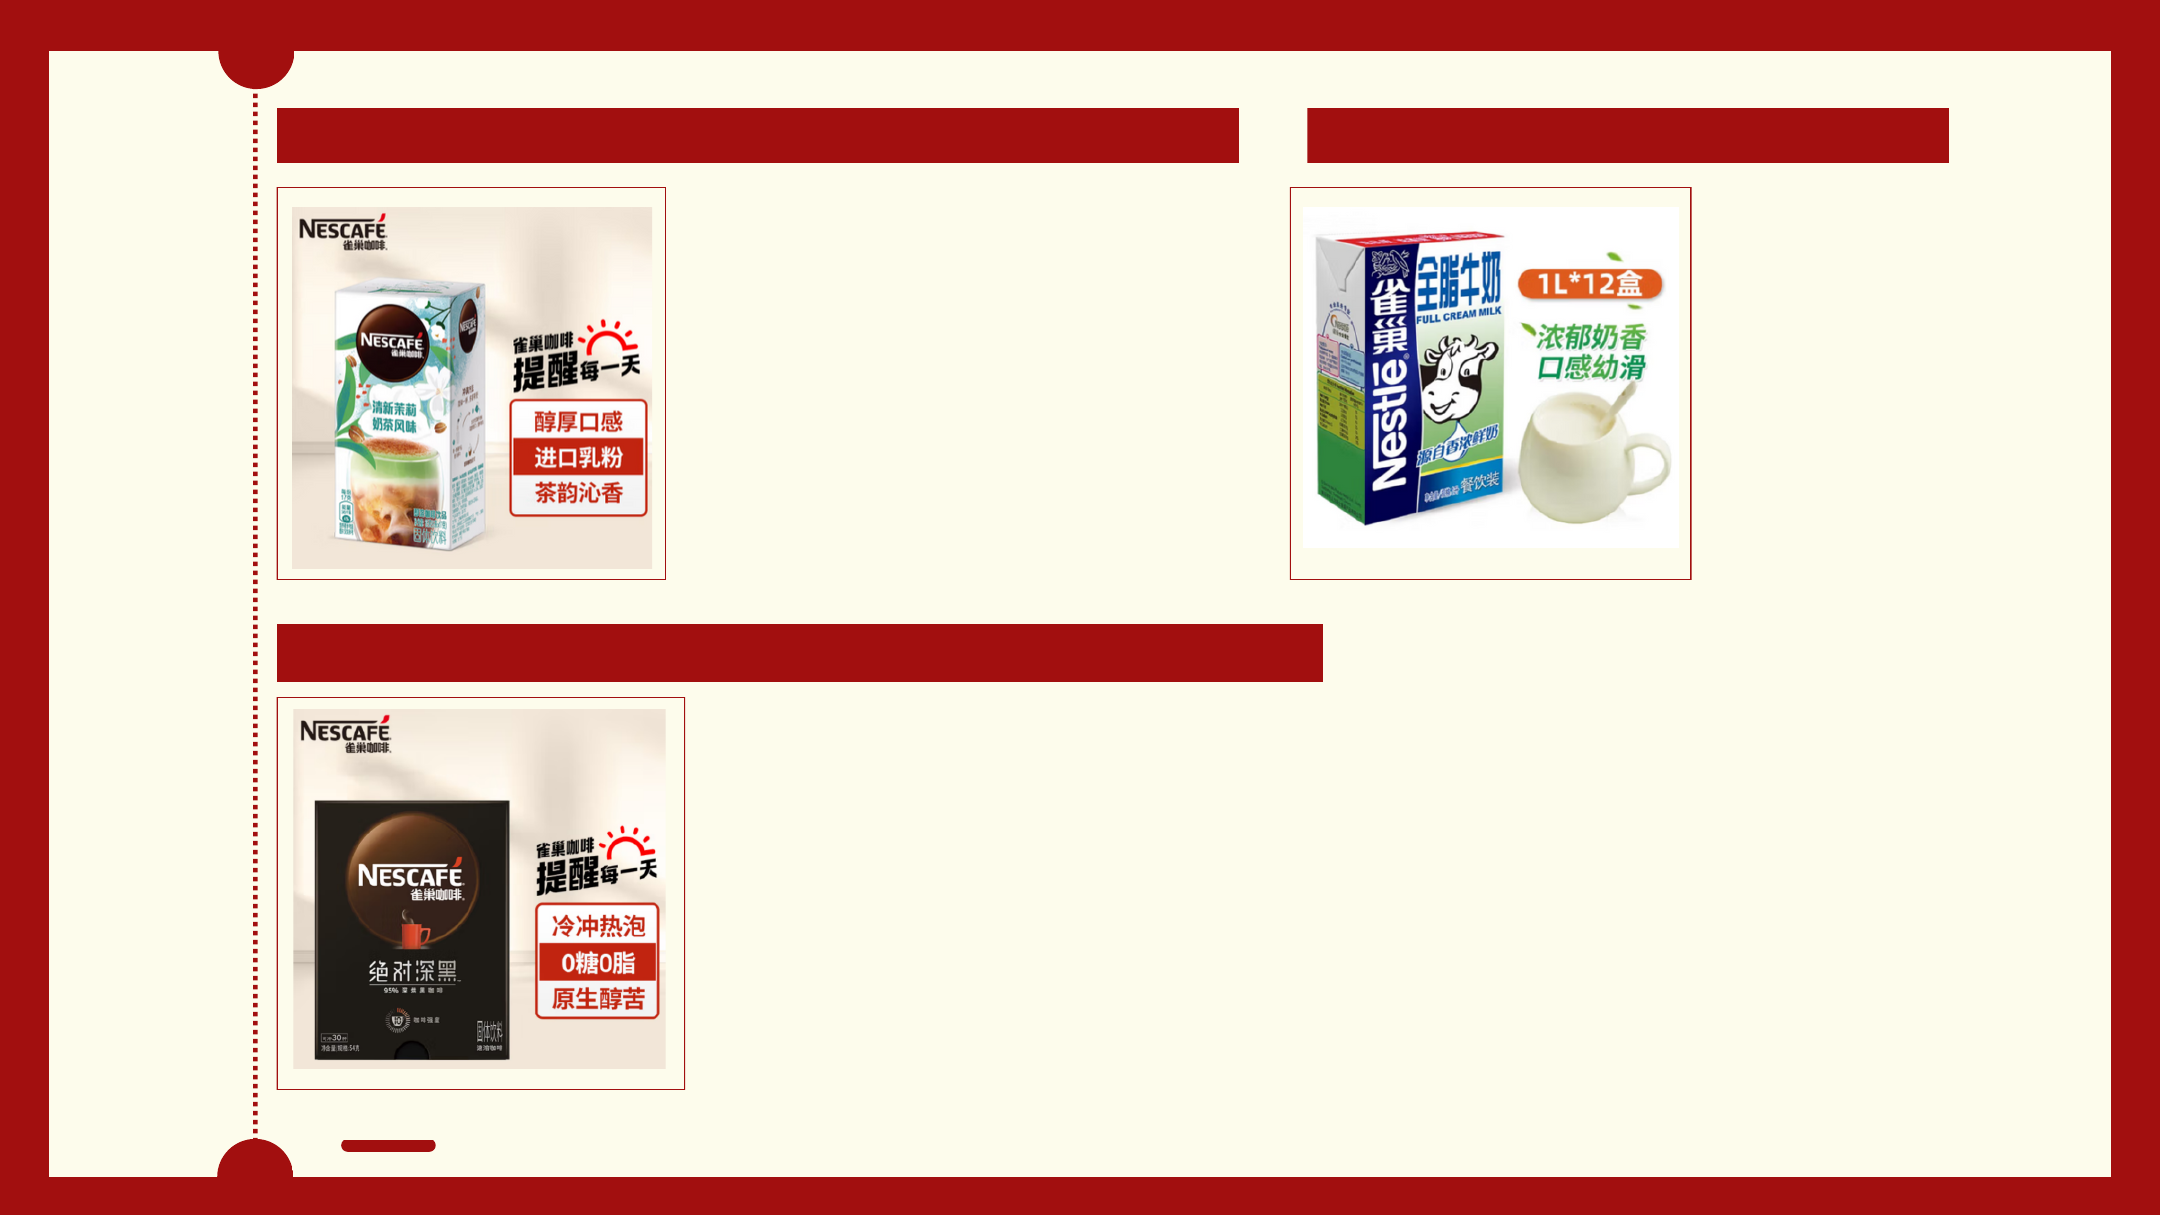 NESCAFÉ
雀巢咖啡
NESCAFÉ
雀巢咖啡
清新茉莉
奶茶风味
固体饮料
雀巢咖啡
提醒每一天
醇厚口感
进口乳粉
茶韵沁香
雀巢
Nestlé
全脂牛奶
FULL CREAM MILK
源自香浓鲜奶
餐饮装
1L*12盒
浓郁奶香
口感幼滑
NESCAFÉ
雀巢咖啡
NESCAFÉ
雀巢咖啡
绝对深黑
固体饮料
雀巢咖啡
提醒每一天
冷冲热泡
0糖0脂
原生醇苦